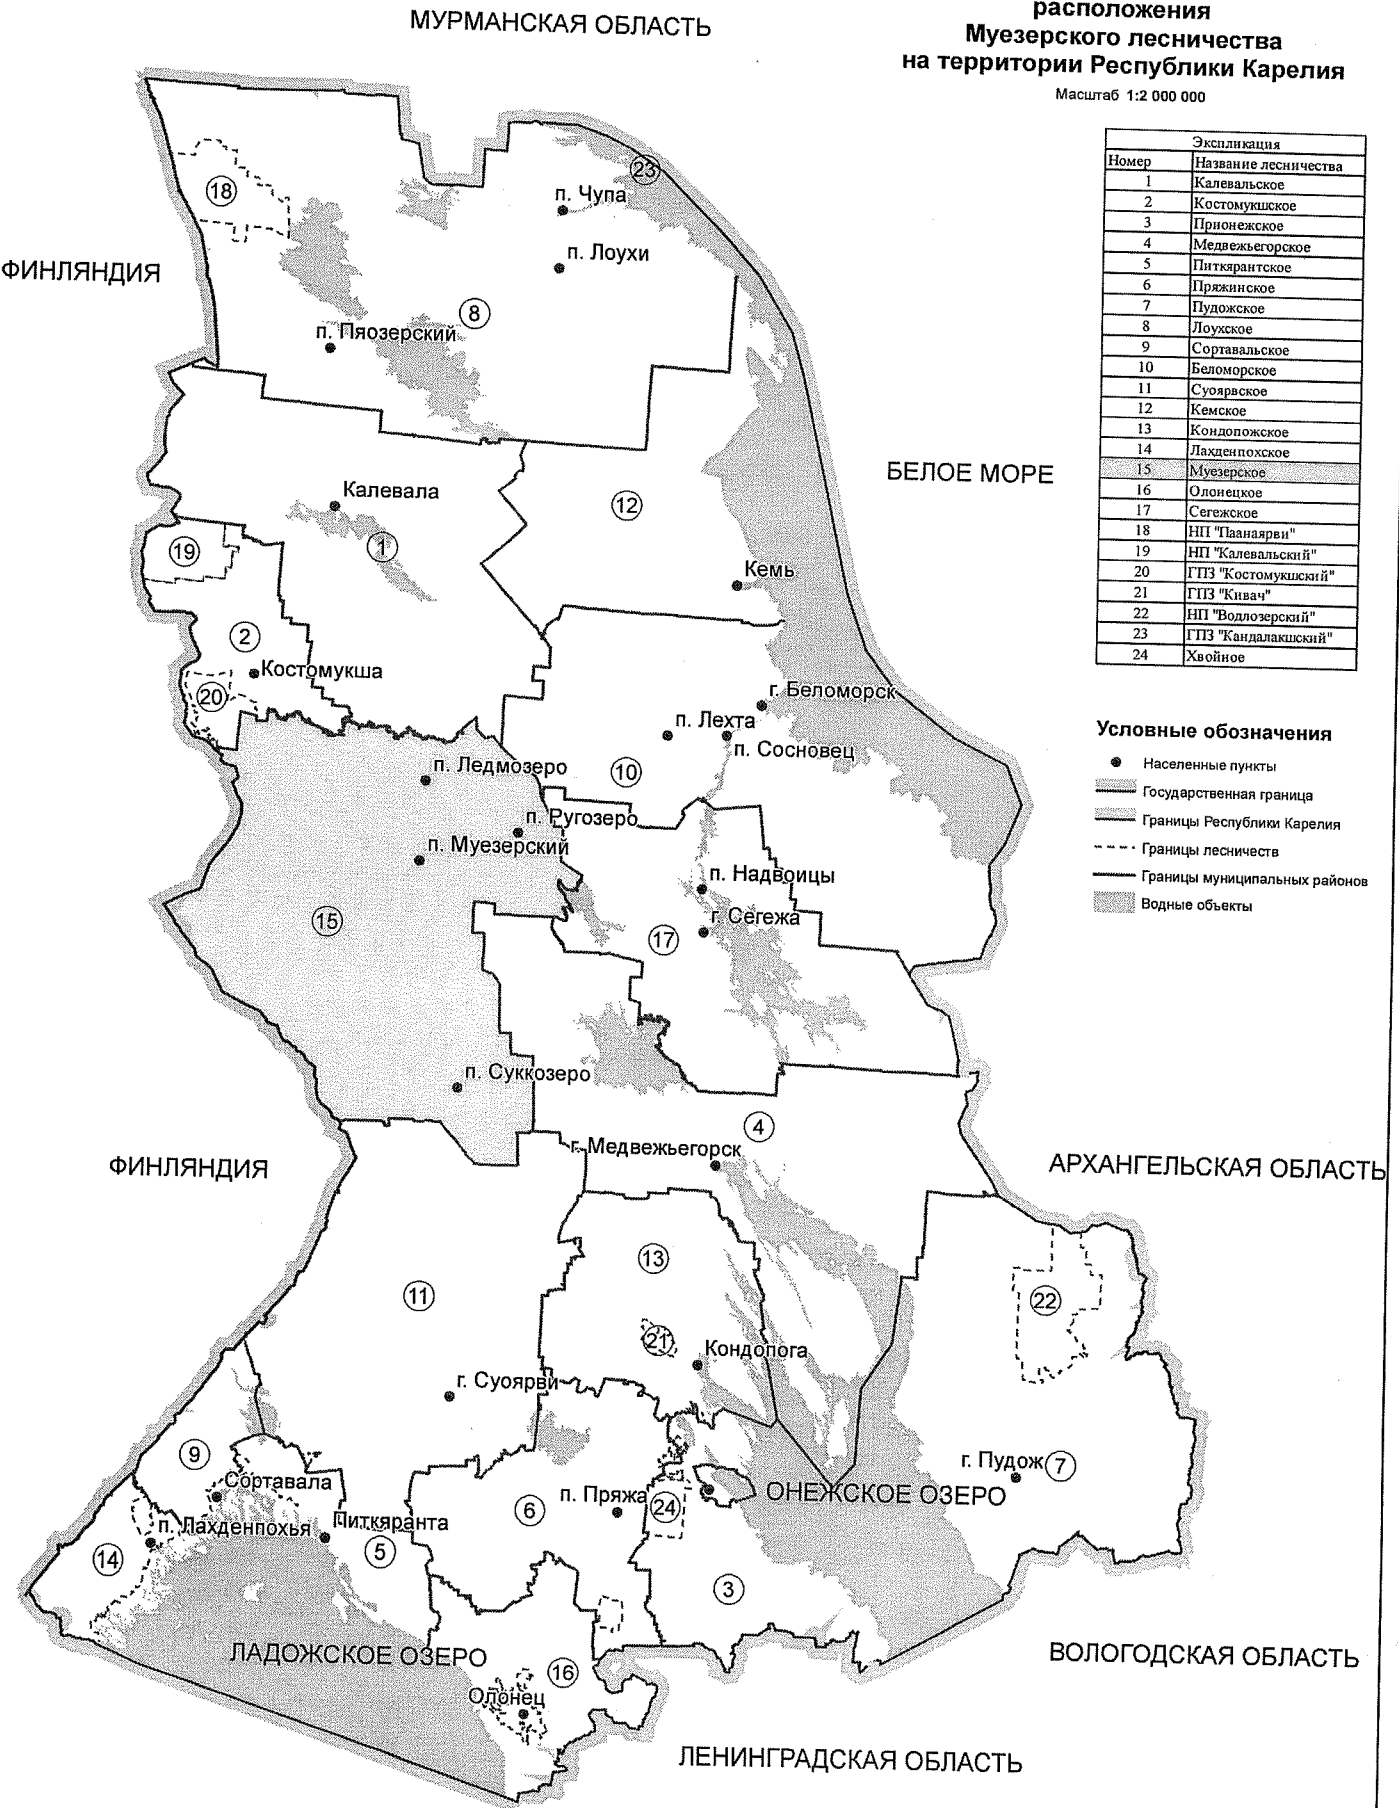 расположения
Муезерского лесничества
на территории Республики Карелия
Масштаб 1:2 000 000
МУРМАНСКАЯ ОБЛАСТЬ
Экспликация
Номер Название лесничества
1 Калевальское
2 Костомукшское
3 Прионежское
4 Медвежьегорское
5 Питкярантское
6 Пряжинское
7 Пудожское
8 Лоухское
9 Сортавальское
10 Беломорское
11 Суоярвское
12 Кемское
13 Кондопожское
14 Лахденпохское
15 Муезерское
16 Олонецкое
17 Сегежское
18 НП "Паанаярви"
19 НП "Калевальский"
20 ГПЗ "Костомукшский"
21 ГПЗ "Кивач"
22 НП "Водлозерский"
23 ГПЗ "Кандалакшский"
24 Хвойное
Условные обозначения
Населенные пункты
Государственная граница
Границы Республики Карелия
Границы лесничеств
Границы муниципальных районов
Водные объекты
23
18
п. Чупа
п. Лоухи
ФИНЛЯНДИЯ
8
п. Пяозерский
БЕЛОЕ МОРЕ
Калевала
12
1
19
Кемь
2
Костомукша
20
г. Беломорск
п. Лехта
п. Сосновец
п. Ледмозеро
10
п. Ругозеро
п. Муезерский
п. Надвоицы
15
г. Сегежа
17
п. Суккозеро
4
г. Медвежьегорск
ФИНЛЯНДИЯ
АРХАНГЕЛЬСКАЯ ОБЛАСТЬ
13
11
22
21
Кондопога
г. Суоярви
9
г. Пудож
7
Сортавала
ОНЕЖСКОЕ ОЗЕРО
6
п. Пряжа
24
п. Лахденпохья
Питкяранта
14
5
3
ЛАДОЖСКОЕ ОЗЕРО
ВОЛОГОДСКАЯ ОБЛАСТЬ
16
Олонец
ЛЕНИНГРАДСКАЯ ОБЛАСТЬ